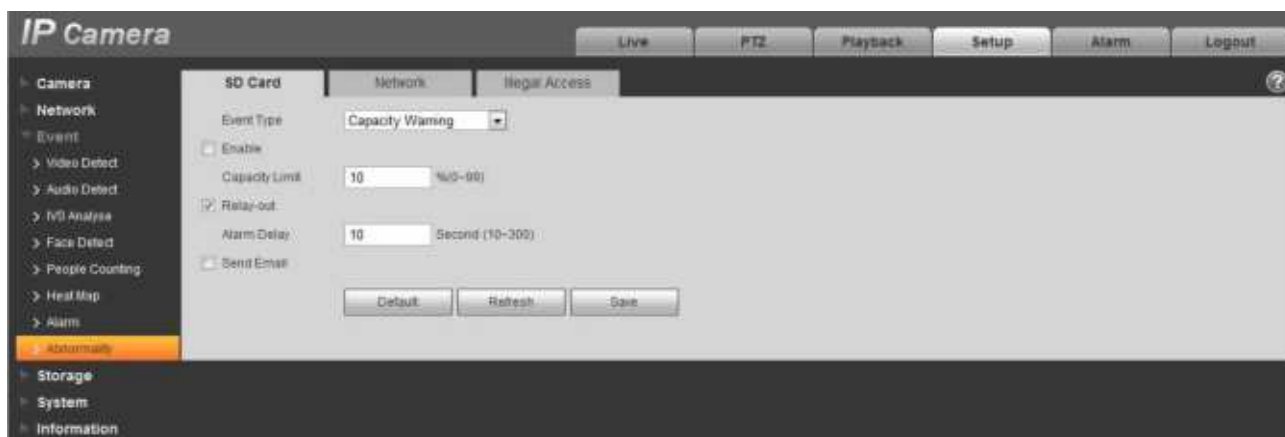 IP Camera
Live PTZ Playback Setup Alarm Logout
Camera
Network
Event
Video Detect
Audio Detect
IVS Analyse
Face Detect
People Counting
Heat Map
Alarm
Abnormality
Storage
System
Information
SD Card Network Illegal Access
?
Event Type Capacity Warning
Enable
Capacity Limit 10 %(0~99)
Relay-out
Alarm Delay 10 Second (10~300)
Send Email
Default Refresh Save